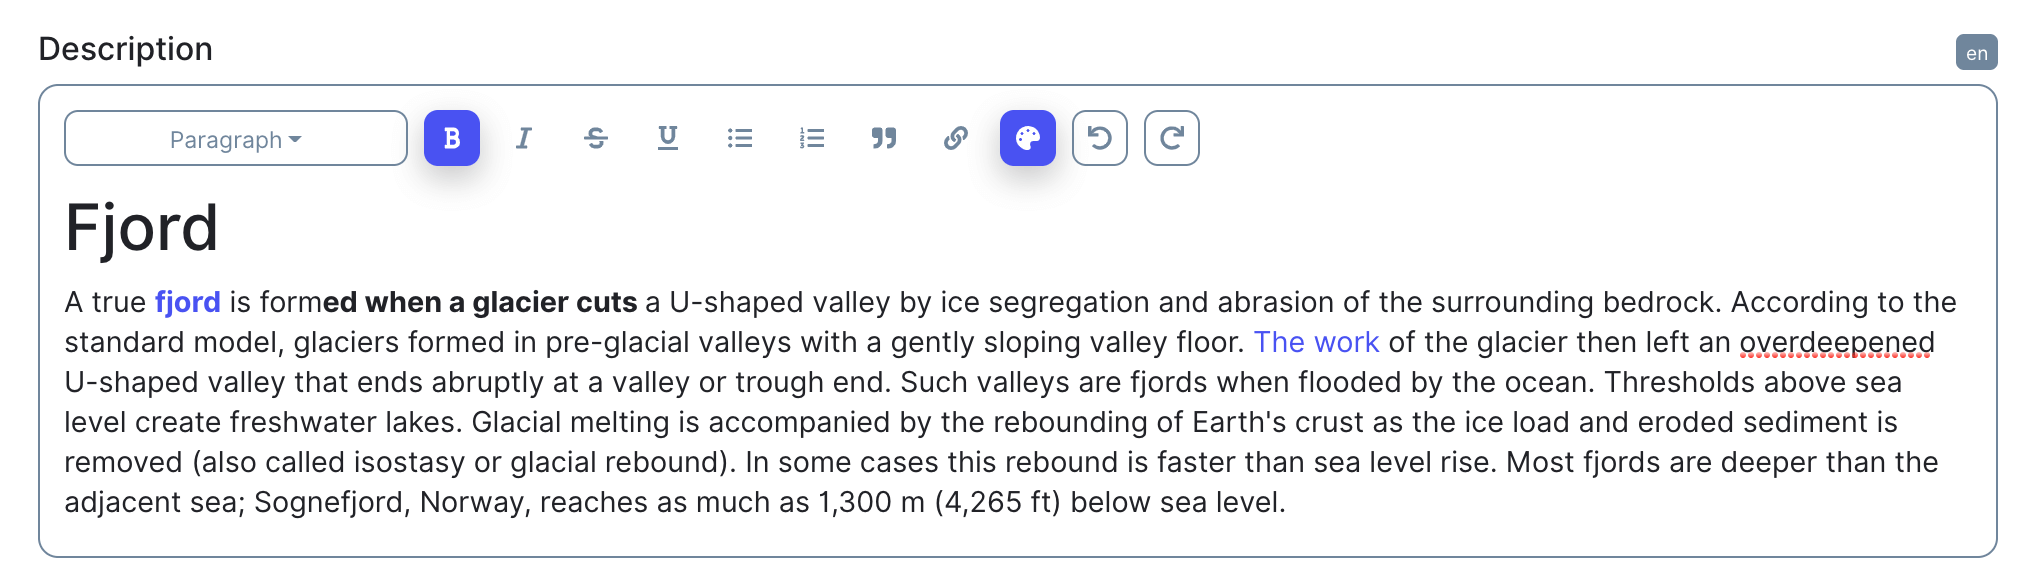 Description
en
Paragraph
Fjord
A true fjord is formed when a glacier cuts a U-shaped valley by ice segregation and abrasion of the surrounding bedrock. According to the
standard model, glaciers formed in pre-glacial valleys with a gently sloping valley floor. The work of the glacier then left an overdeepened
U-shaped valley that ends abruptly at a valley or trough end. Such valleys are fjords when flooded by the ocean. Thresholds above sea
level create freshwater lakes. Glacial melting is accompanied by the rebounding of Earth's crust as the ice load and eroded sediment is
removed (also called isostasy or glacial rebound). In some cases this rebound is faster than sea level rise. Most fjords are deeper than the
adjacent sea; Sognefjord, Norway, reaches as much as 1,300 m (4,265 ft) below sea level.